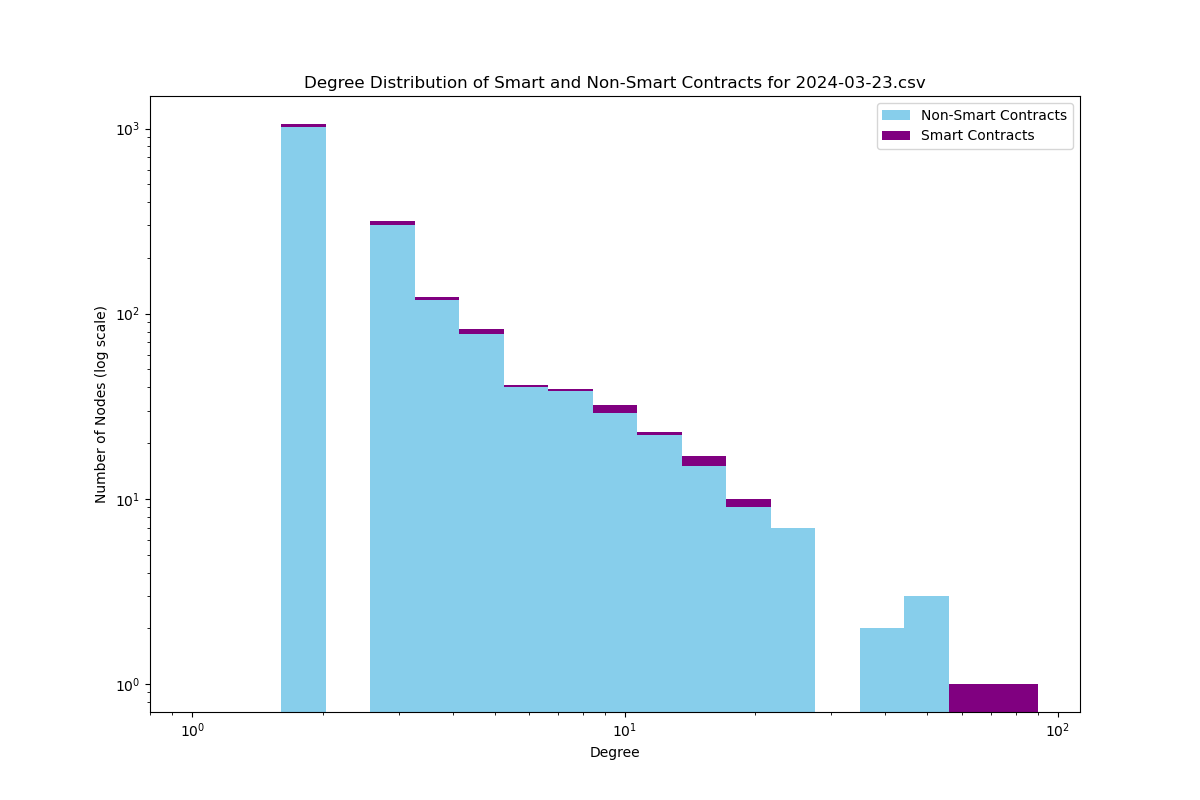 Degree Distribution of Smart and Non-Smart Contracts for 2024-03-23.csv
Non-Smart Contracts
Smart Contracts
Number of Nodes (log scale)
10³
10²
10¹
10⁰
10⁰ 10¹ 10²
Degree